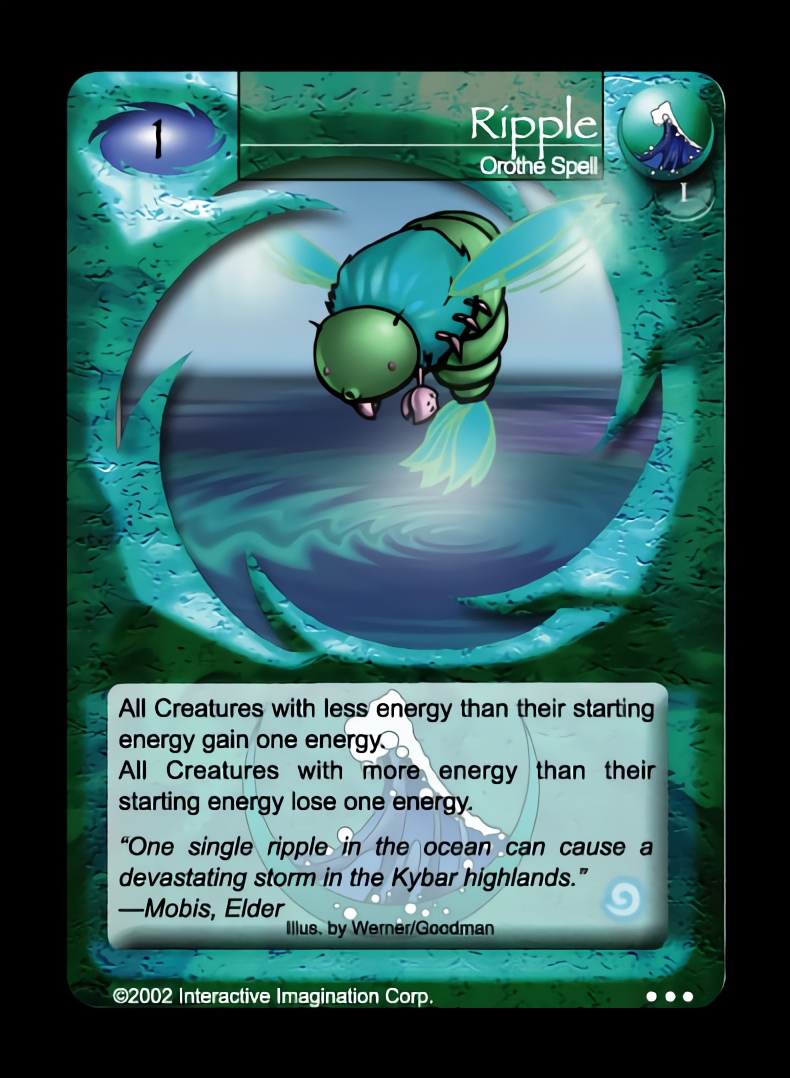 1
Ripple
Orothe Spell
I
All Creatures with less energy than their starting
energy gain one energy.
All Creatures with more energy than their
starting energy lose one energy.
“One single ripple in the ocean can cause a
devastating storm in the Kybar highlands.”
—Mobis, Elder
Illus. by Werner/Goodman
©2002 Interactive Imagination Corp.